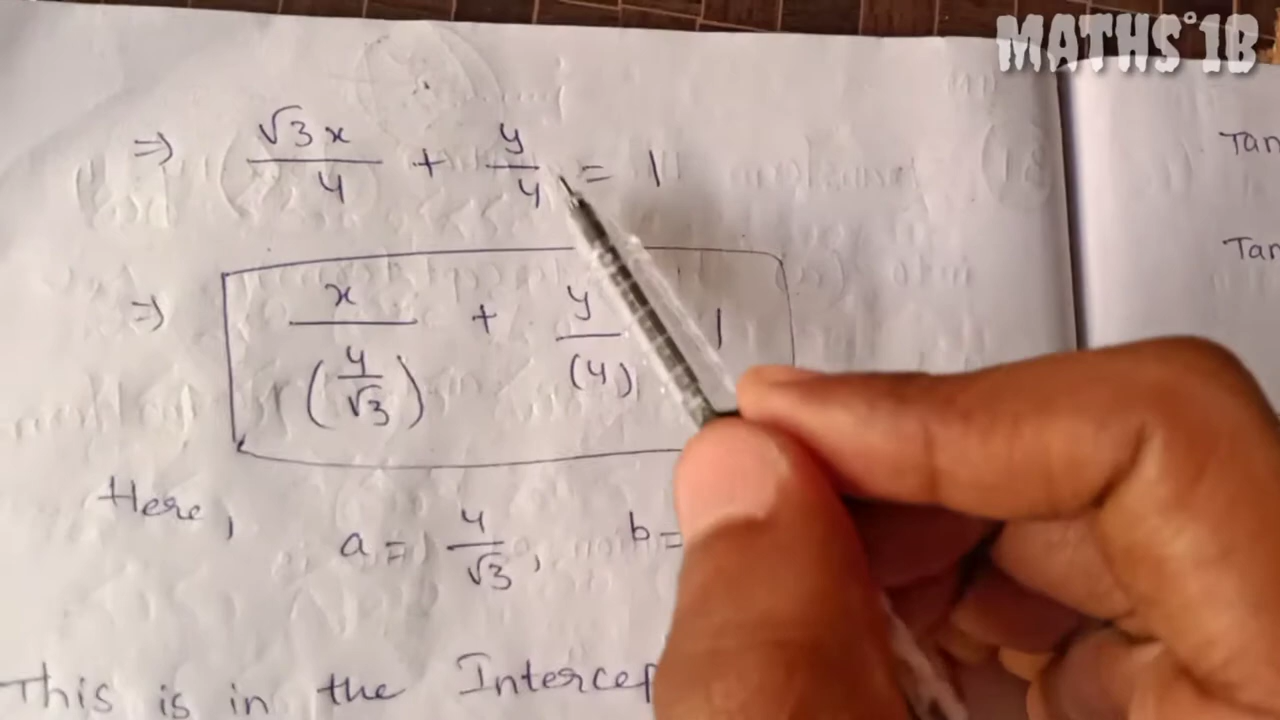 MATHS 1B
⇒ √3x/4 + y/4 = 1
⇒ x/(4/√3) + y/(4) 1
Here, a = 4/√3, b =
This is in the Intercep
Tan
Tan